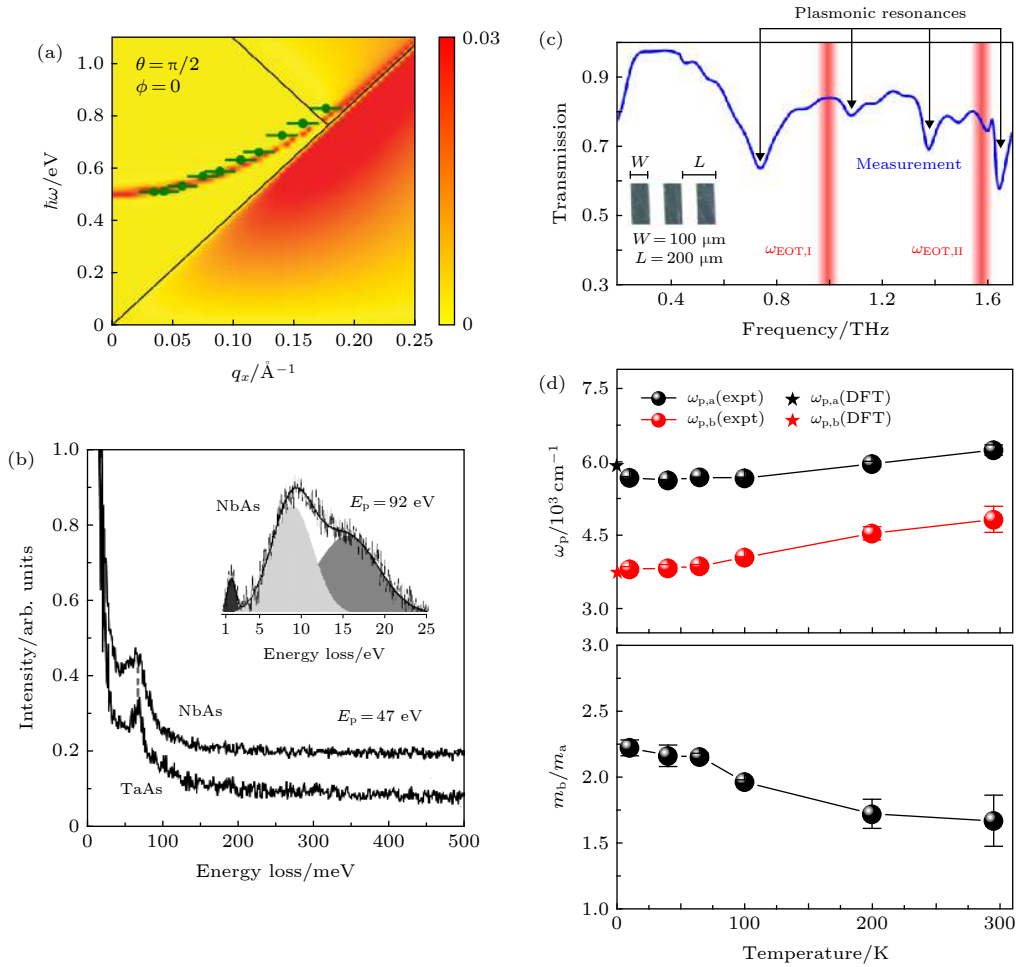 (a)
θ = π/2
ϕ = 0
ħω/eV
1.0
0.8
0.6
0.4
0.2
0
0
0.05
0.10
0.15
0.20
0.25
qₓ/Å⁻¹
0.03
0
(b)
Intensity/arb. units
1.0
0.8
0.6
0.4
0.2
0
NbAs
Eₚ = 92 eV
1
5
10
15
20
25
Energy loss/eV
NbAs
Eₚ = 47 eV
TaAs
0
100
200
300
400
500
Energy loss/meV
Plasmonic resonances
(c)
Transmission
0.9
0.7
0.5
0.3
Measurement
W
L
W = 100 μm
L = 200 μm
ω_EOT,I
ω_EOT,II
0.4
0.8
1.2
1.6
Frequency/THz
(d)
ωₚ/10³ cm⁻¹
7.5
6.0
4.5
3.0
ω_p,a(expt)
ω_p,a(DFT)
ω_p,b(expt)
ω_p,b(DFT)
m_b/m_a
3.0
2.5
2.0
1.5
1.0
0
100
200
300
Temperature/K